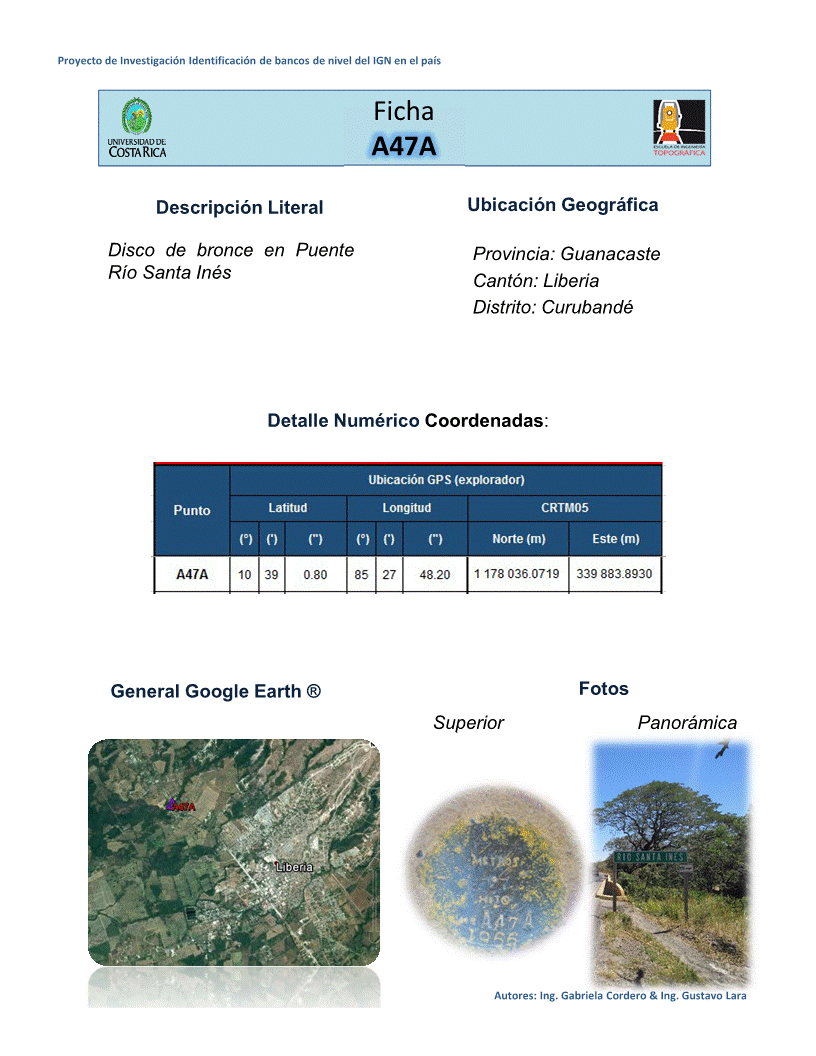 Proyecto de Investigación Identificación de bancos de nivel del IGN en el país
UNIVERSIDAD DE
COSTA RICA
Ficha
A47A
ESCUELA DE INGENIERÍA
TOPOGRÁFICA
Descripción Literal
Disco de bronce en Puente
Río Santa Inés
Ubicación Geográfica
Provincia: Guanacaste
Cantón: Liberia
Distrito: Curubandé
Detalle Numérico Coordenadas:
Punto
Ubicación GPS (explorador)
Latitud Longitud CRTM05
(°) (') (") (°) (') (") Norte (m) Este (m)
A47A 10 39 0.80 85 27 48.20 1 178 036.0719 339 883.8930
General Google Earth ®
Fotos
Superior Panorámica
A47A
Liberia
METROS
HITO
A47A
1966
RIO SANTA INES
Autores: Ing. Gabriela Cordero & Ing. Gustavo Lara